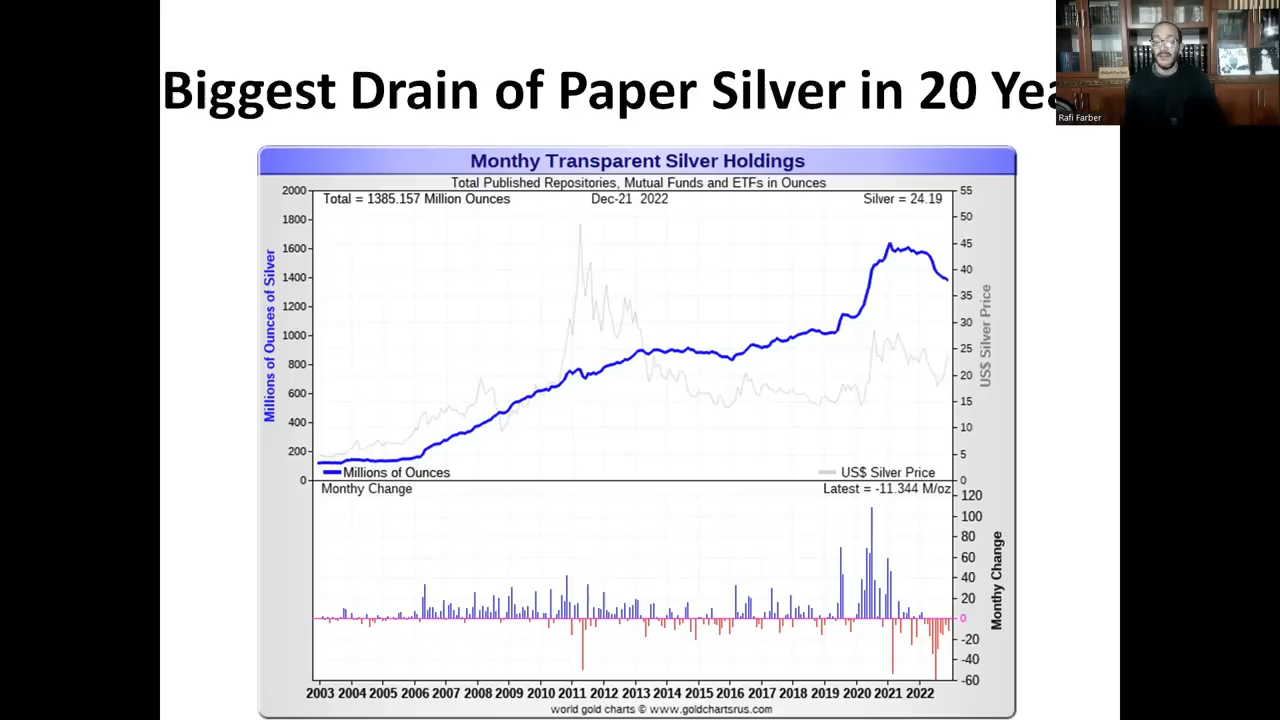 Biggest Drain of Paper Silver in 20 Yea
Rafi Farber
Monthy Transparent Silver Holdings
Total Published Repositories, Mutual Funds and ETFs in Ounces
Total = 1385.157 Million Ounces Dec-21 2022 Silver = 24.19
2000 55
1800 50
1600 45
1400 40
1200 35
1000 30
800 25
600 20
400 15
200 10
0 5
0
Millions of Ounces of Silver
US$ Silver Price
Millions of Ounces US$ Silver Price
Monthy Change Latest = -11.344 M/oz
120
100
80
60
40
20
0
-20
-40
-60
Monthy Change
2003 2004 2005 2006 2007 2008 2009 2010 2011 2012 2013 2014 2015 2016 2017 2018 2019 2020 2021 2022
world gold charts © www.goldchartsrus.com